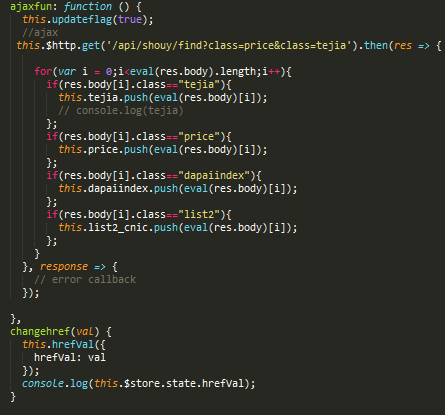 ajaxfun: function () {
this.updateflag(true);
//ajax
this.$http.get('/api/shouy/find?class=price&class=tejia').then(res => {
for(var i = 0;i<eval(res.body).length;i++){
if(res.body[i].class=="tejia"){
this.tejia.push(eval(res.body)[i]);
// console.log(tejia)
};
if(res.body[i].class=="price"){
this.price.push(eval(res.body)[i]);
};
if(res.body[i].class=="dapaiindex"){
this.dapaiindex.push(eval(res.body)[i]);
};
if(res.body[i].class=="list2"){
this.list2_cnic.push(eval(res.body)[i]);
};
}
}, response => {
// error callback
});
},
changehref(val) {
this.hrefVal({
hrefVal: val
});
console.log(this.$store.state.hrefVal);
}